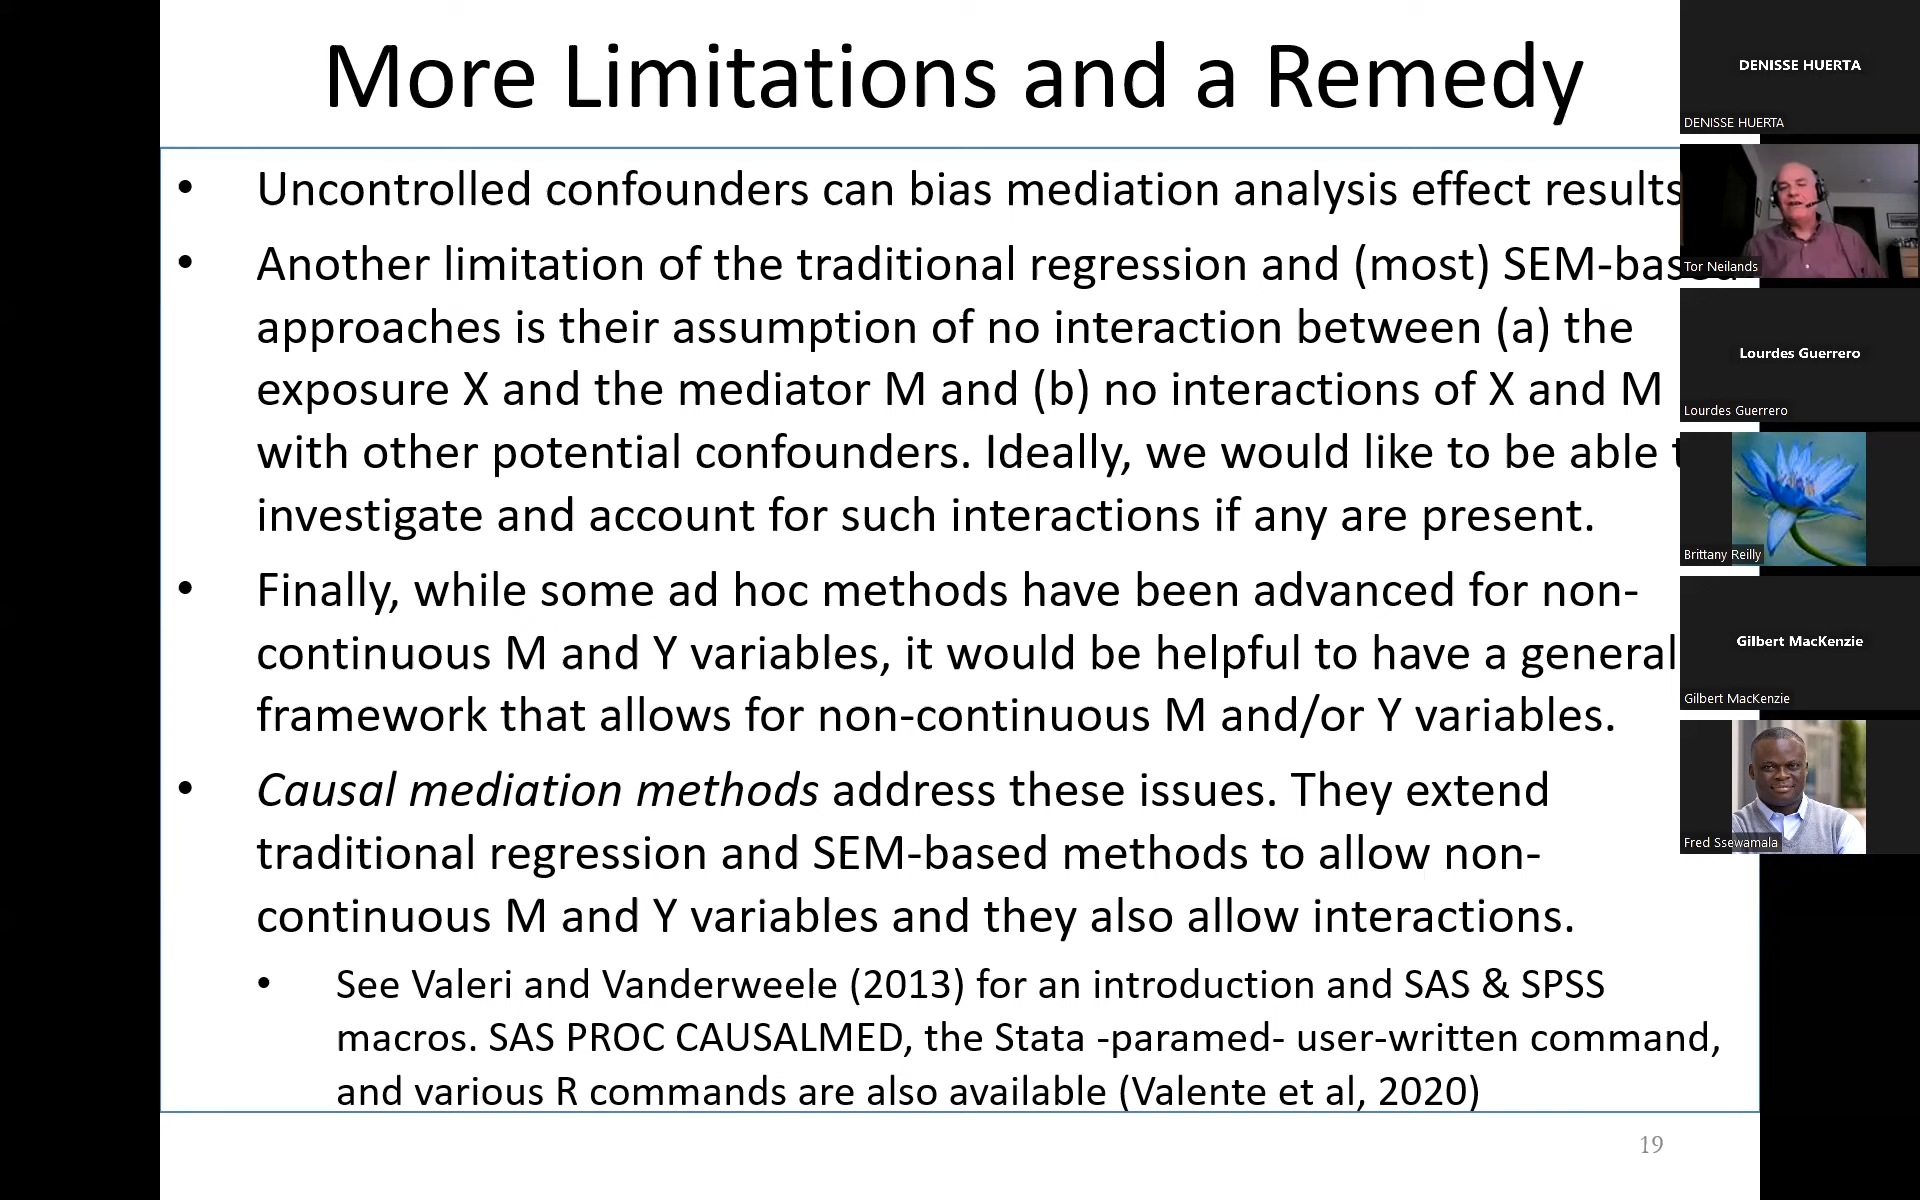 More Limitations and a Remedy
• Uncontrolled confounders can bias mediation analysis effect results
• Another limitation of the traditional regression and (most) SEM-based
approaches is their assumption of no interaction between (a) the
exposure X and the mediator M and (b) no interactions of X and M
with other potential confounders. Ideally, we would like to be able
investigate and account for such interactions if any are present.
• Finally, while some ad hoc methods have been advanced for non-
continuous M and Y variables, it would be helpful to have a general
framework that allows for non-continuous M and/or Y variables.
• Causal mediation methods address these issues. They extend
traditional regression and SEM-based methods to allow non-
continuous M and Y variables and they also allow interactions.
• See Valeri and Vanderweele (2013) for an introduction and SAS & SPSS
macros. SAS PROC CAUSALMED, the Stata -paramed- user-written command,
and various R commands are also available (Valente et al, 2020)
19
DENISSE HUERTA
DENISSE HUERTA
Tor Neilands
Lourdes Guerrero
Lourdes Guerrero
Brittany Reilly
Gilbert MacKenzie
Gilbert MacKenzie
Fred Ssewamala